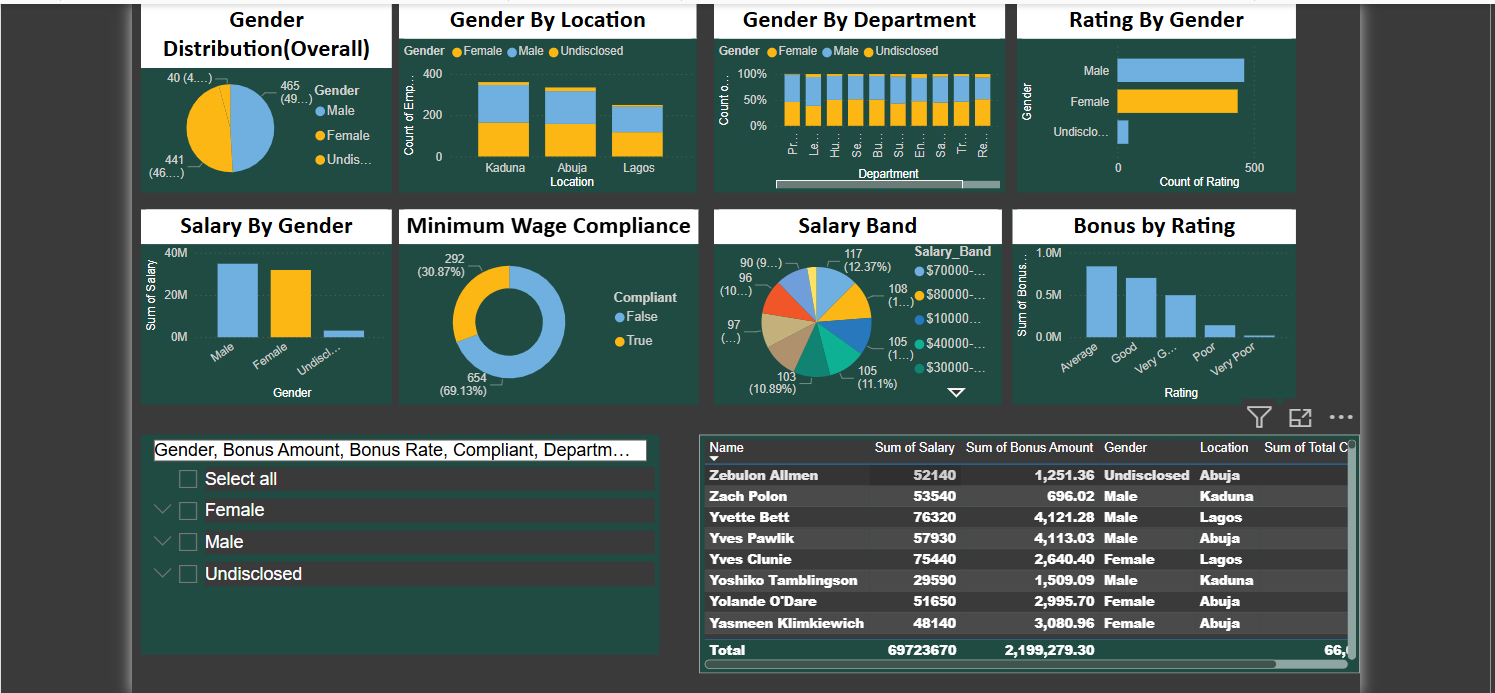 Gender
Distribution(Overall)
40 (4....)
465
(49...)
441
(46....)
Gender
Male
Female
Undis...
Gender By Location
Gender Female Male Undisclosed
Count of Emp...
400
200
0
Kaduna Abuja Lagos
Location
Gender By Department
Gender Female Male Undisclosed
Count o...
100%
50%
0%
Pr... Le... Hu... Se... Bu... Su... En... Sa... Tr... Re...
Department
Rating By Gender
Gender
Male
Female
Undisclo...
0 500
Count of Rating
Salary By Gender
Sum of Salary
40M
20M
0M
Male Female Undiscl...
Gender
Minimum Wage Compliance
292
(30.87%)
654
(69.13%)
Compliant
False
True
Salary Band
90 (9...)
96
(10...)
97
(...)
103
(10.89%)
117
(12.37%)
108
(1...)
105
(1...)
105
(11.1%)
Salary_Band
$70000-...
$80000-...
$10000...
$40000-...
$30000-...
Bonus by Rating
Sum of Bonus...
1.0M
0.5M
0.0M
Average Good Very G... Poor Very Poor
Rating
Gender, Bonus Amount, Bonus Rate, Compliant, Departm...
Select all
Female
Male
Undisclosed
Name Sum of Salary Sum of Bonus Amount Gender Location Sum of Total C
Zebulon Allmen 52140 1,251.36 Undisclosed Abuja
Zach Polon 53540 696.02 Male Kaduna
Yvette Bett 76320 4,121.28 Male Lagos
Yves Pawlik 57930 4,113.03 Male Abuja
Yves Clunie 75440 2,640.40 Female Lagos
Yoshiko Tamblingson 29590 1,509.09 Male Kaduna
Yolande O'Dare 51650 2,995.70 Female Abuja
Yasmeen Klimkiewich 48140 3,080.96 Female Abuja
Total 69723670 2,199,279.30 66,